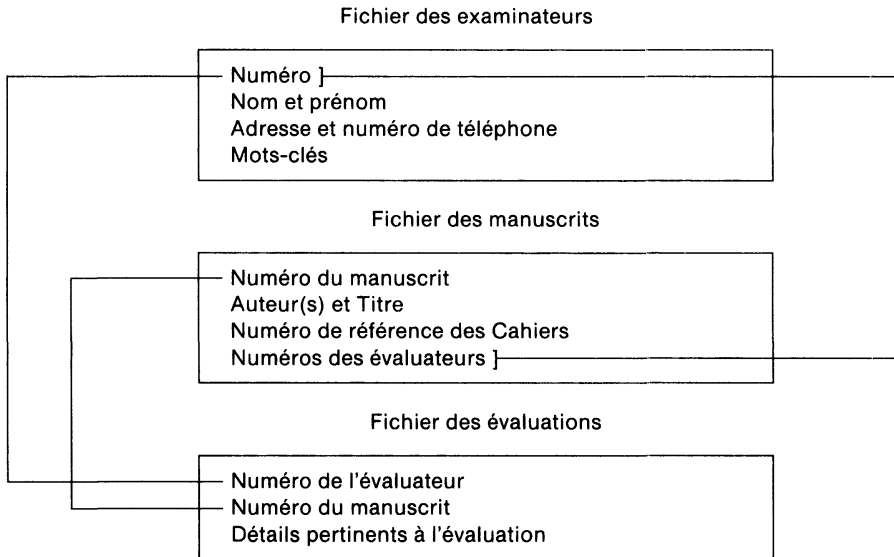 Fichier des examinateurs
Numéro ]
Nom et prénom
Adresse et numéro de téléphone
Mots-clés
Fichier des manuscrits
Numéro du manuscrit
Auteur(s) et Titre
Numéro de référence des Cahiers
Numéros des évaluateurs ]
Fichier des évaluations
Numéro de l'évaluateur
Numéro du manuscrit
Détails pertinents à l'évaluation